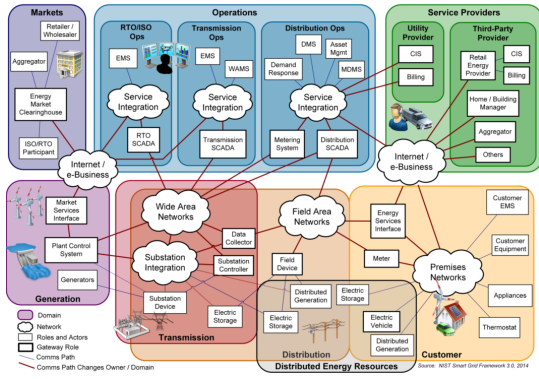 Markets
Operations
Service Providers
Retailer /
Wholesaler
Aggregator
Energy
Market
Clearinghouse
ISO/RTO
Participant
RTO/ISO
Ops
EMS
Service
Integration
RTO
SCADA
Transmission
Ops
EMS
WAMS
Service
Integration
Transmission
SCADA
Distribution Ops
DMS
Asset
Mgmt
Demand
Response
MDMS
Service
Integration
Metering
System
Distribution
SCADA
Utility
Provider
CIS
Billing
Third-Party
Provider
Retail
Energy
Provider
CIS
Billing
Home / Building
Manager
Aggregator
Others
Internet /
e-Business
Internet /
e-Business
Market
Services
Interface
Plant Control
System
Generators
Generation
Wide Area
Networks
Data
Collector
Substation
Integration
Substation
Controller
Substation
Device
Electric
Storage
Transmission
Field Area
Networks
Field
Device
Distributed
Generation
Electric
Storage
Distribution
Energy
Services
Interface
Meter
Premises
Networks
Customer
EMS
Customer
Equipment
Appliances
Thermostat
Electric
Storage
Electric
Vehicle
Distributed
Generation
Customer
Distributed Energy Resources
Domain
Network
Roles and Actors
Gateway Role
Comms Path
Comms Path Changes Owner / Domain
Source: NIST Smart Grid Framework 3.0, 2014